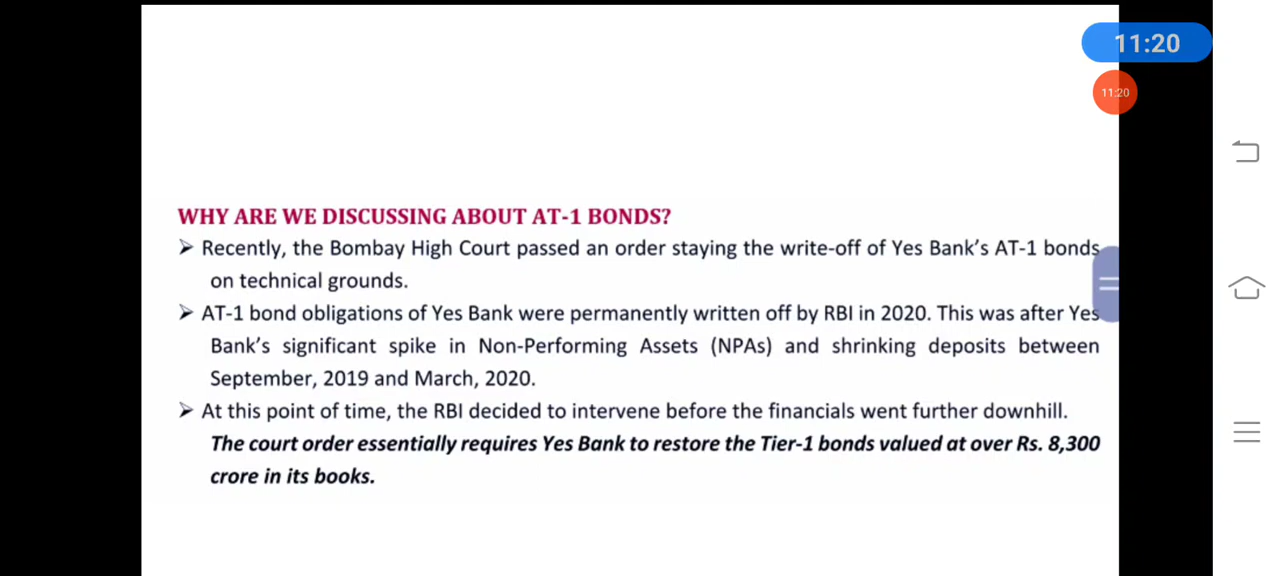 11:20
11:20
WHY ARE WE DISCUSSING ABOUT AT-1 BONDS?
➤ Recently, the Bombay High Court passed an order staying the write-off of Yes Bank’s AT-1 bonds
on technical grounds.
➤ AT-1 bond obligations of Yes Bank were permanently written off by RBI in 2020. This was after Yes
Bank’s significant spike in Non-Performing Assets (NPAs) and shrinking deposits between
September, 2019 and March, 2020.
➤ At this point of time, the RBI decided to intervene before the financials went further downhill.
The court order essentially requires Yes Bank to restore the Tier-1 bonds valued at over Rs. 8,300
crore in its books.